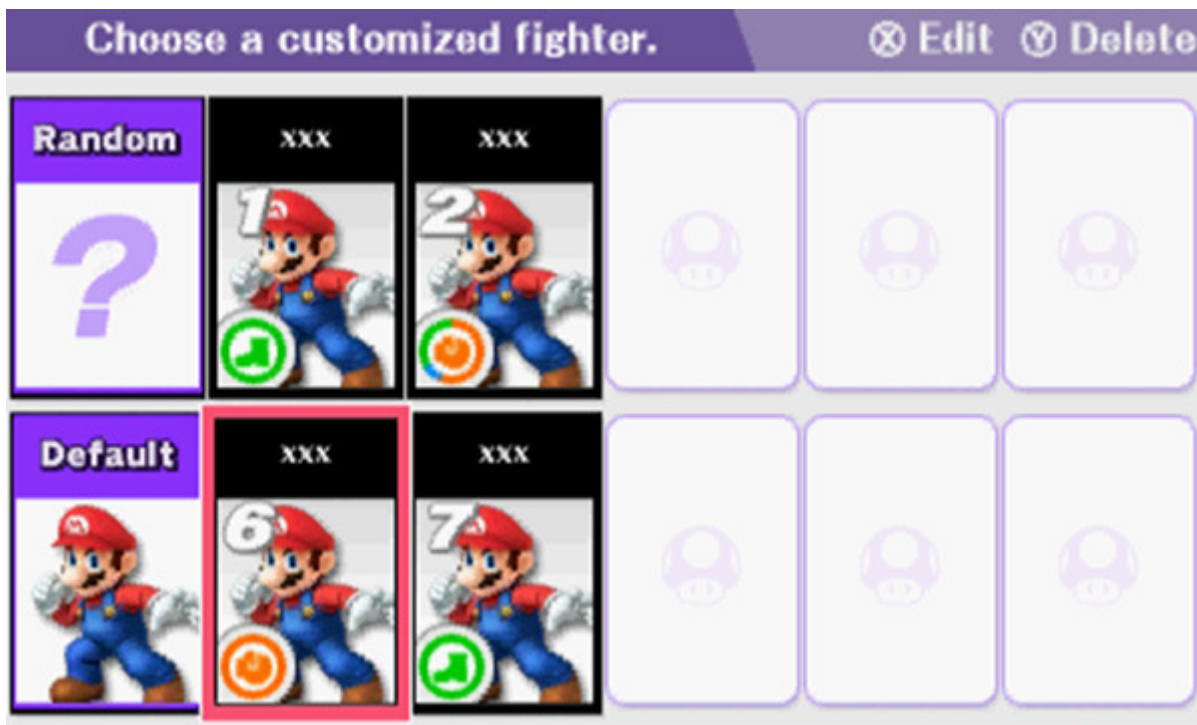 Choose a customized fighter. Ⓧ Edit Ⓨ Delete
Random xxx xxx
? 1 2
Default xxx xxx
6 7